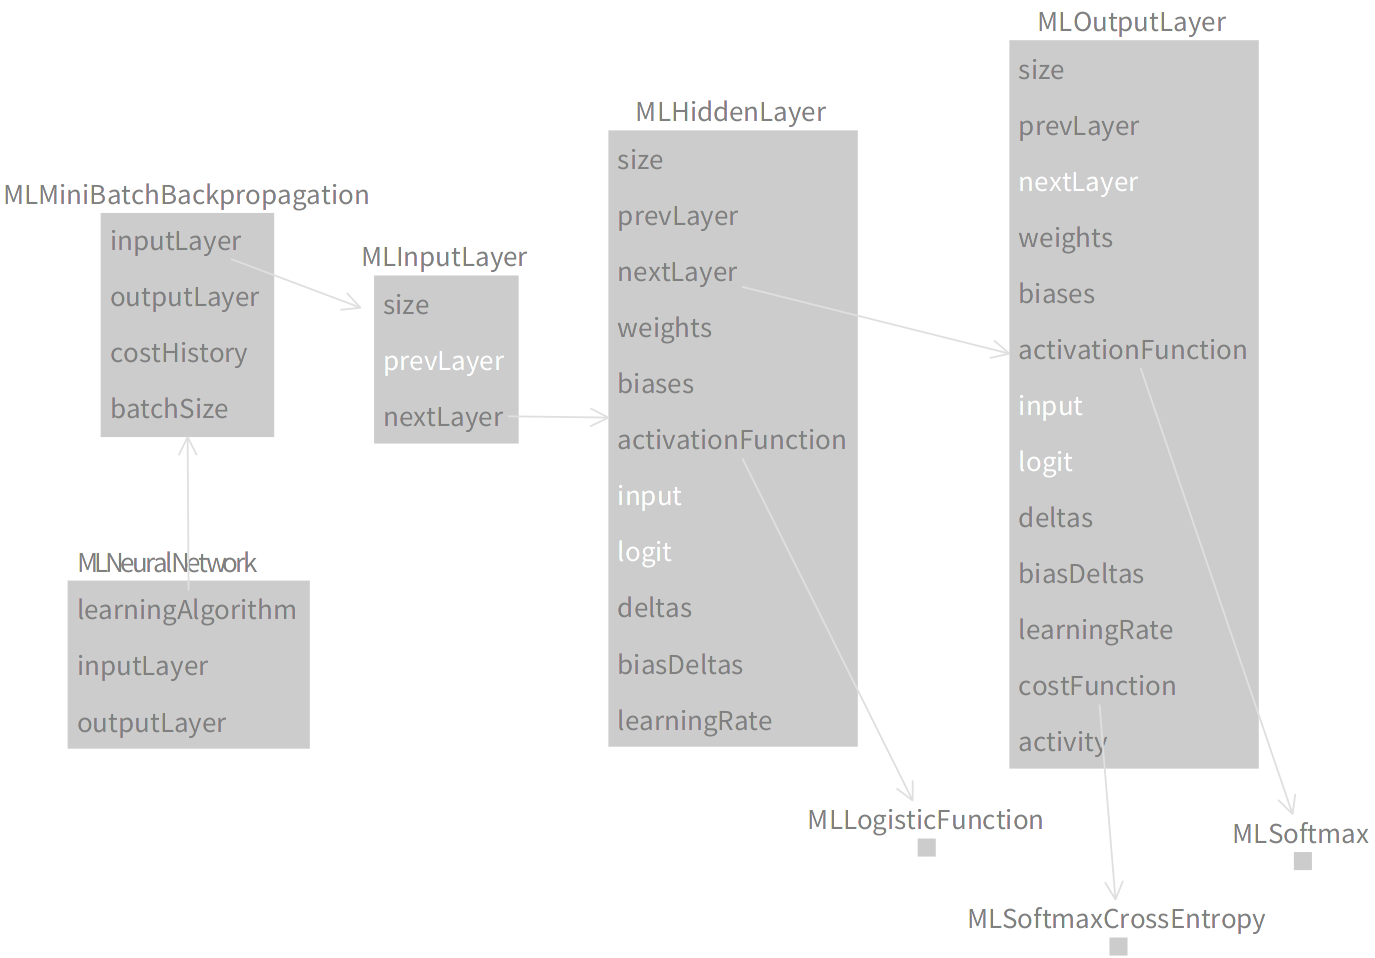 MLMiniBatchBackpropagation
inputLayer
outputLayer
costHistory
batchSize
MLNeuralNetwork
learningAlgorithm
inputLayer
outputLayer
MLInputLayer
size
prevLayer
nextLayer
MLHiddenLayer
size
prevLayer
nextLayer
weights
biases
activationFunction
input
logit
deltas
biasDeltas
learningRate
MLOutputLayer
size
prevLayer
nextLayer
weights
biases
activationFunction
input
logit
deltas
biasDeltas
learningRate
costFunction
activity
MLLogisticFunction
MLSoftmax
MLSoftmaxCrossEntropy